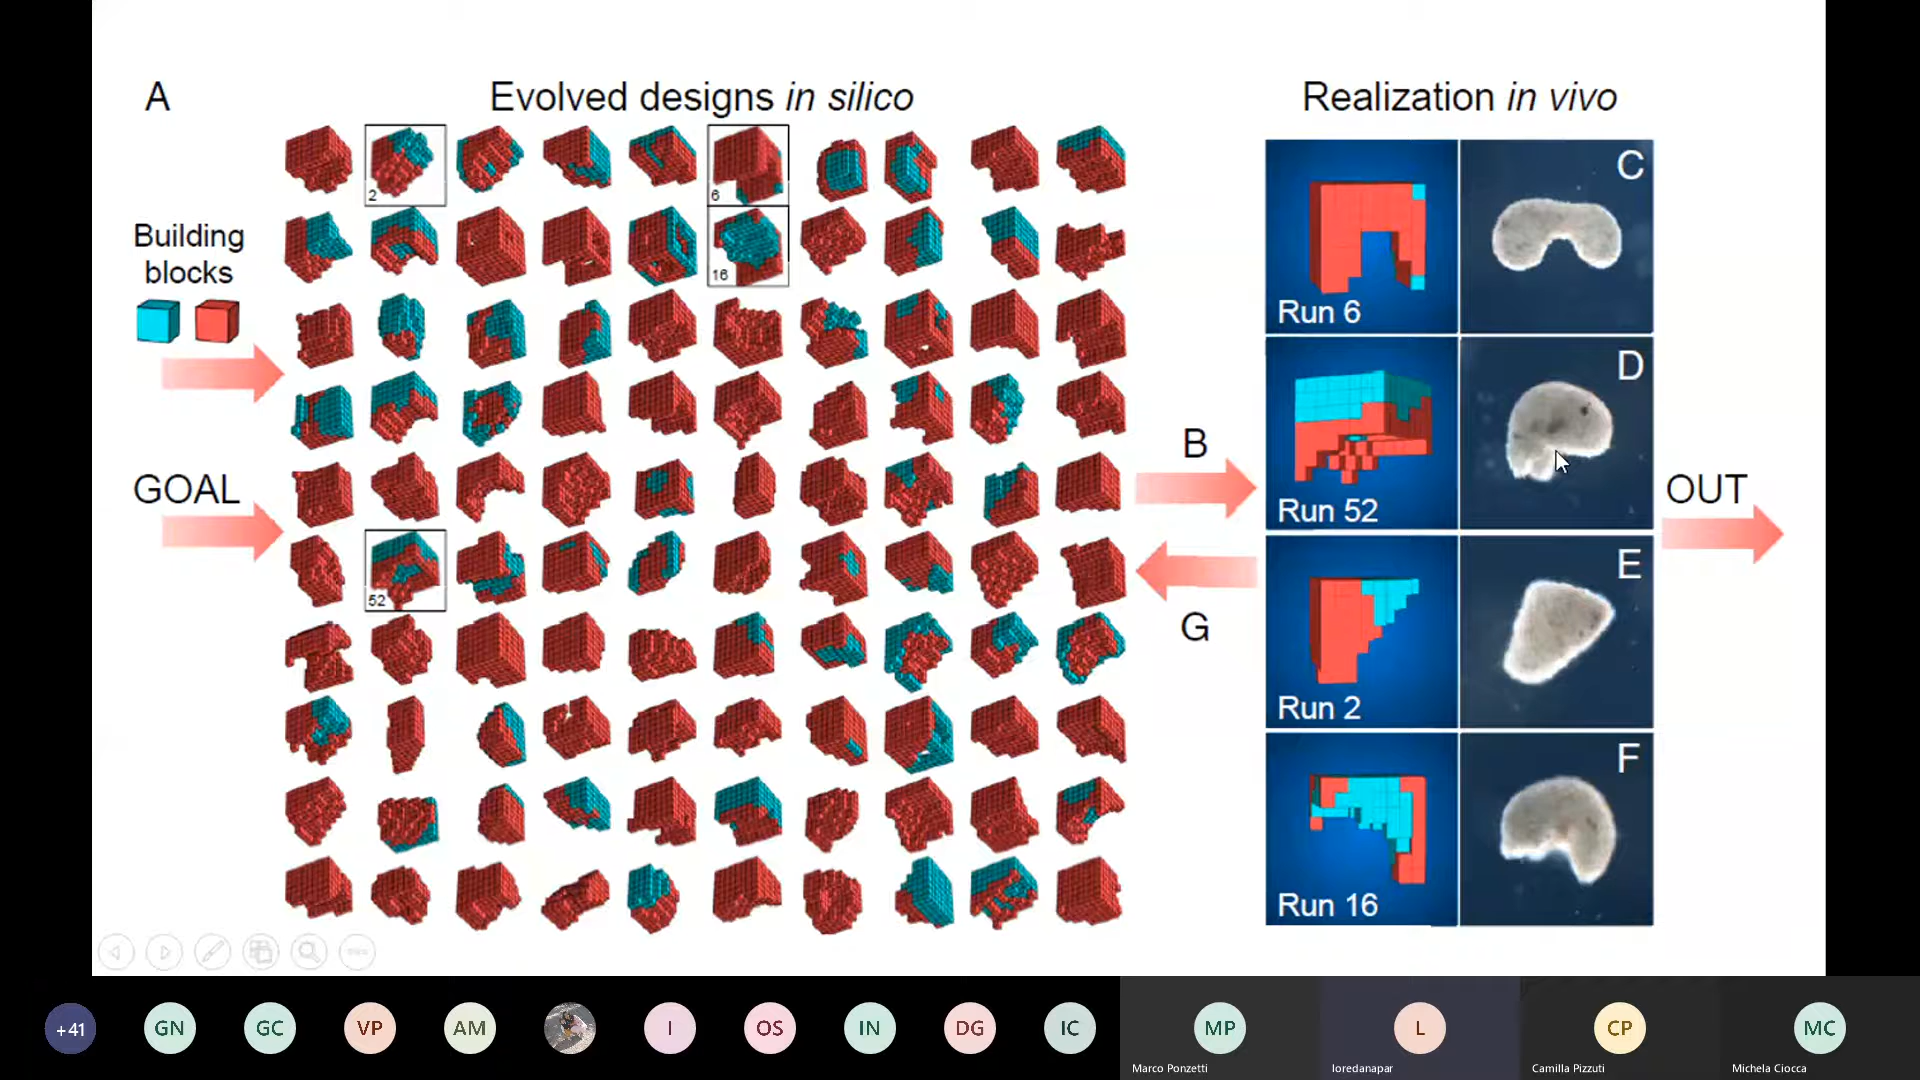 A
Evolved designs in silico
Realization in vivo
Building
blocks
GOAL
2
6
16
52
B
G
Run 6
C
Run 52
D
Run 2
E
Run 16
F
OUT
+41
GN
GC
VP
AM
I
OS
IN
DG
IC
MP
Marco Ponzetti
L
loredanapar
CP
Camilla Pizzuti
MC
Michela Ciocca